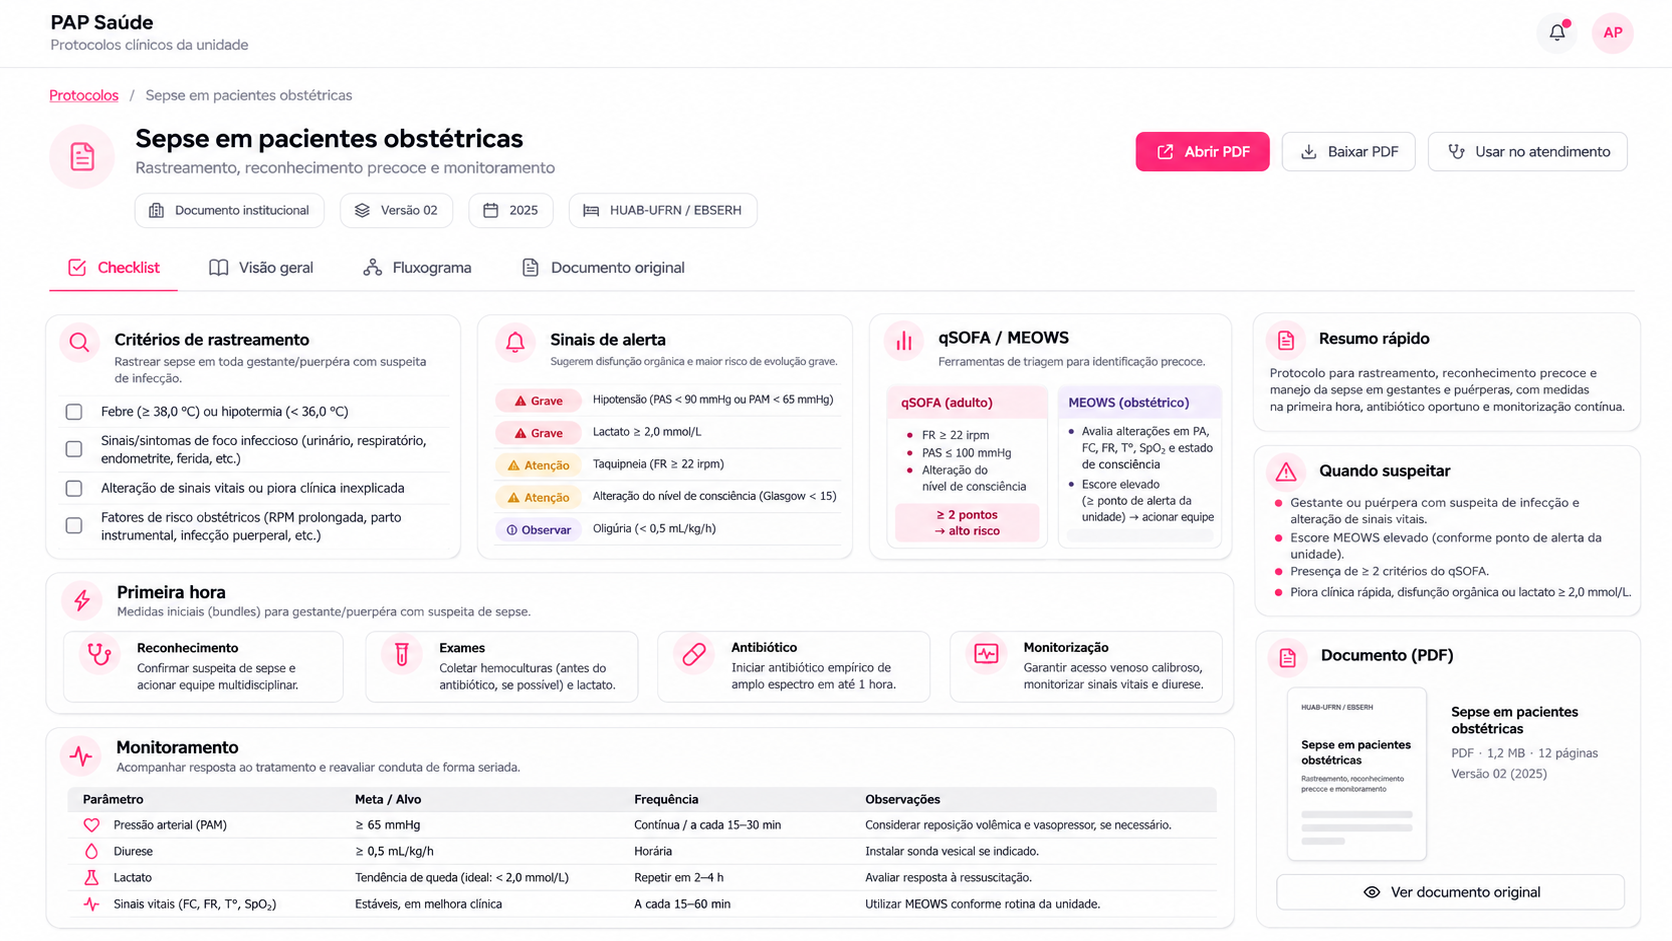 PAP Saúde
Protocolos clínicos da unidade
AP
Protocolos / Sepse em pacientes obstétricas
Sepse em pacientes obstétricas
Rastreamento, reconhecimento precoce e monitoramento
Abrir PDF
Baixar PDF
Usar no atendimento
Documento institucional
Versão 02
2025
HUAB-UFRN / EBSERH
Checklist
Visão geral
Fluxograma
Documento original
Critérios de rastreamento
Rastrear sepse em toda gestante/puerpéra com suspeita
de infecção.
Febre (≥ 38,0 °C) ou hipotermia (< 36,0 °C)
Sinais/sintomas de foco infeccioso (urinário, respiratório,
endometrite, ferida, etc.)
Alteração de sinais vitais ou piora clínica inexplicada
Fatores de risco obstétricos (RPM prolongada, parto
instrumental, infecção puerperal, etc.)
Sinais de alerta
Sugerem disfunção orgânica e maior risco de evolução grave.
Grave Hipotensão (PAS < 90 mmHg ou PAM < 65 mmHg)
Grave Lactato ≥ 2,0 mmol/L
Atenção Taquipneia (FR ≥ 22 irpm)
Atenção Alteração do nível de consciência (Glasgow < 15)
Observar Oligúria (< 0,5 mL/kg/h)
qSOFA / MEOWS
Ferramentas de triagem para identificação precoce.
qSOFA (adulto)
• FR ≥ 22 irpm
• PAS ≤ 100 mmHg
• Alteração do
nível de consciência
≥ 2 pontos
→ alto risco
MEOWS (obstétrico)
• Avalia alterações em PA,
FC, FR, T°, SpO₂ e estado
de consciência
• Escore elevado
(≥ ponto de alerta da
unidade) → acionar equipe
Resumo rápido
Protocolo para rastreamento, reconhecimento precoce e
manejo da sepse em gestantes e puérperas, com medidas
na primeira hora, antibiótico oportuno e monitorização contínua.
Quando suspeitar
• Gestante ou puérpera com suspeita de infecção e
alteração de sinais vitais.
• Escore MEOWS elevado (conforme ponto de alerta da
unidade).
• Presença de ≥ 2 critérios do qSOFA.
• Piora clínica rápida, disfunção orgânica ou lactato ≥ 2,0 mmol/L.
Primeira hora
Medidas iniciais (bundles) para gestante/puerpéra com suspeita de sepse.
Reconhecimento
Confirmar suspeita de sepse e
acionar equipe multidisciplinar.
Exames
Coletar hemoculturas (antes do
antibiótico, se possível) e lactato.
Antibiótico
Iniciar antibiótico empírico de
amplo espectro em até 1 hora.
Monitorização
Garantir acesso venoso calibroso,
monitorizar sinais vitais e diurese.
Monitoramento
Acompanhar resposta ao tratamento e reavaliar conduta de forma seriada.
Parâmetro Meta / Alvo Frequência Observações
Pressão arterial (PAM) ≥ 65 mmHg Contínua / a cada 15–30 min Considerar reposição volêmica e vasopressor, se necessário.
Diurese ≥ 0,5 mL/kg/h Horária Instalar sonda vesical se indicado.
Lactato Tendência de queda (ideal: < 2,0 mmol/L) Repetir em 2–4 h Avaliar resposta à ressuscitação.
Sinais vitais (FC, FR, T°, SpO₂) Estáveis, em melhora clínica A cada 15–60 min Utilizar MEOWS conforme rotina da unidade.
Documento (PDF)
HUAB-UFRN / EBSERH
Sepse em pacientes
obstétricas
Rastreamento, reconhecimento
precoce e monitoramento
Sepse em pacientes
obstétricas
PDF · 1,2 MB · 12 páginas
Versão 02 (2025)
Ver documento original